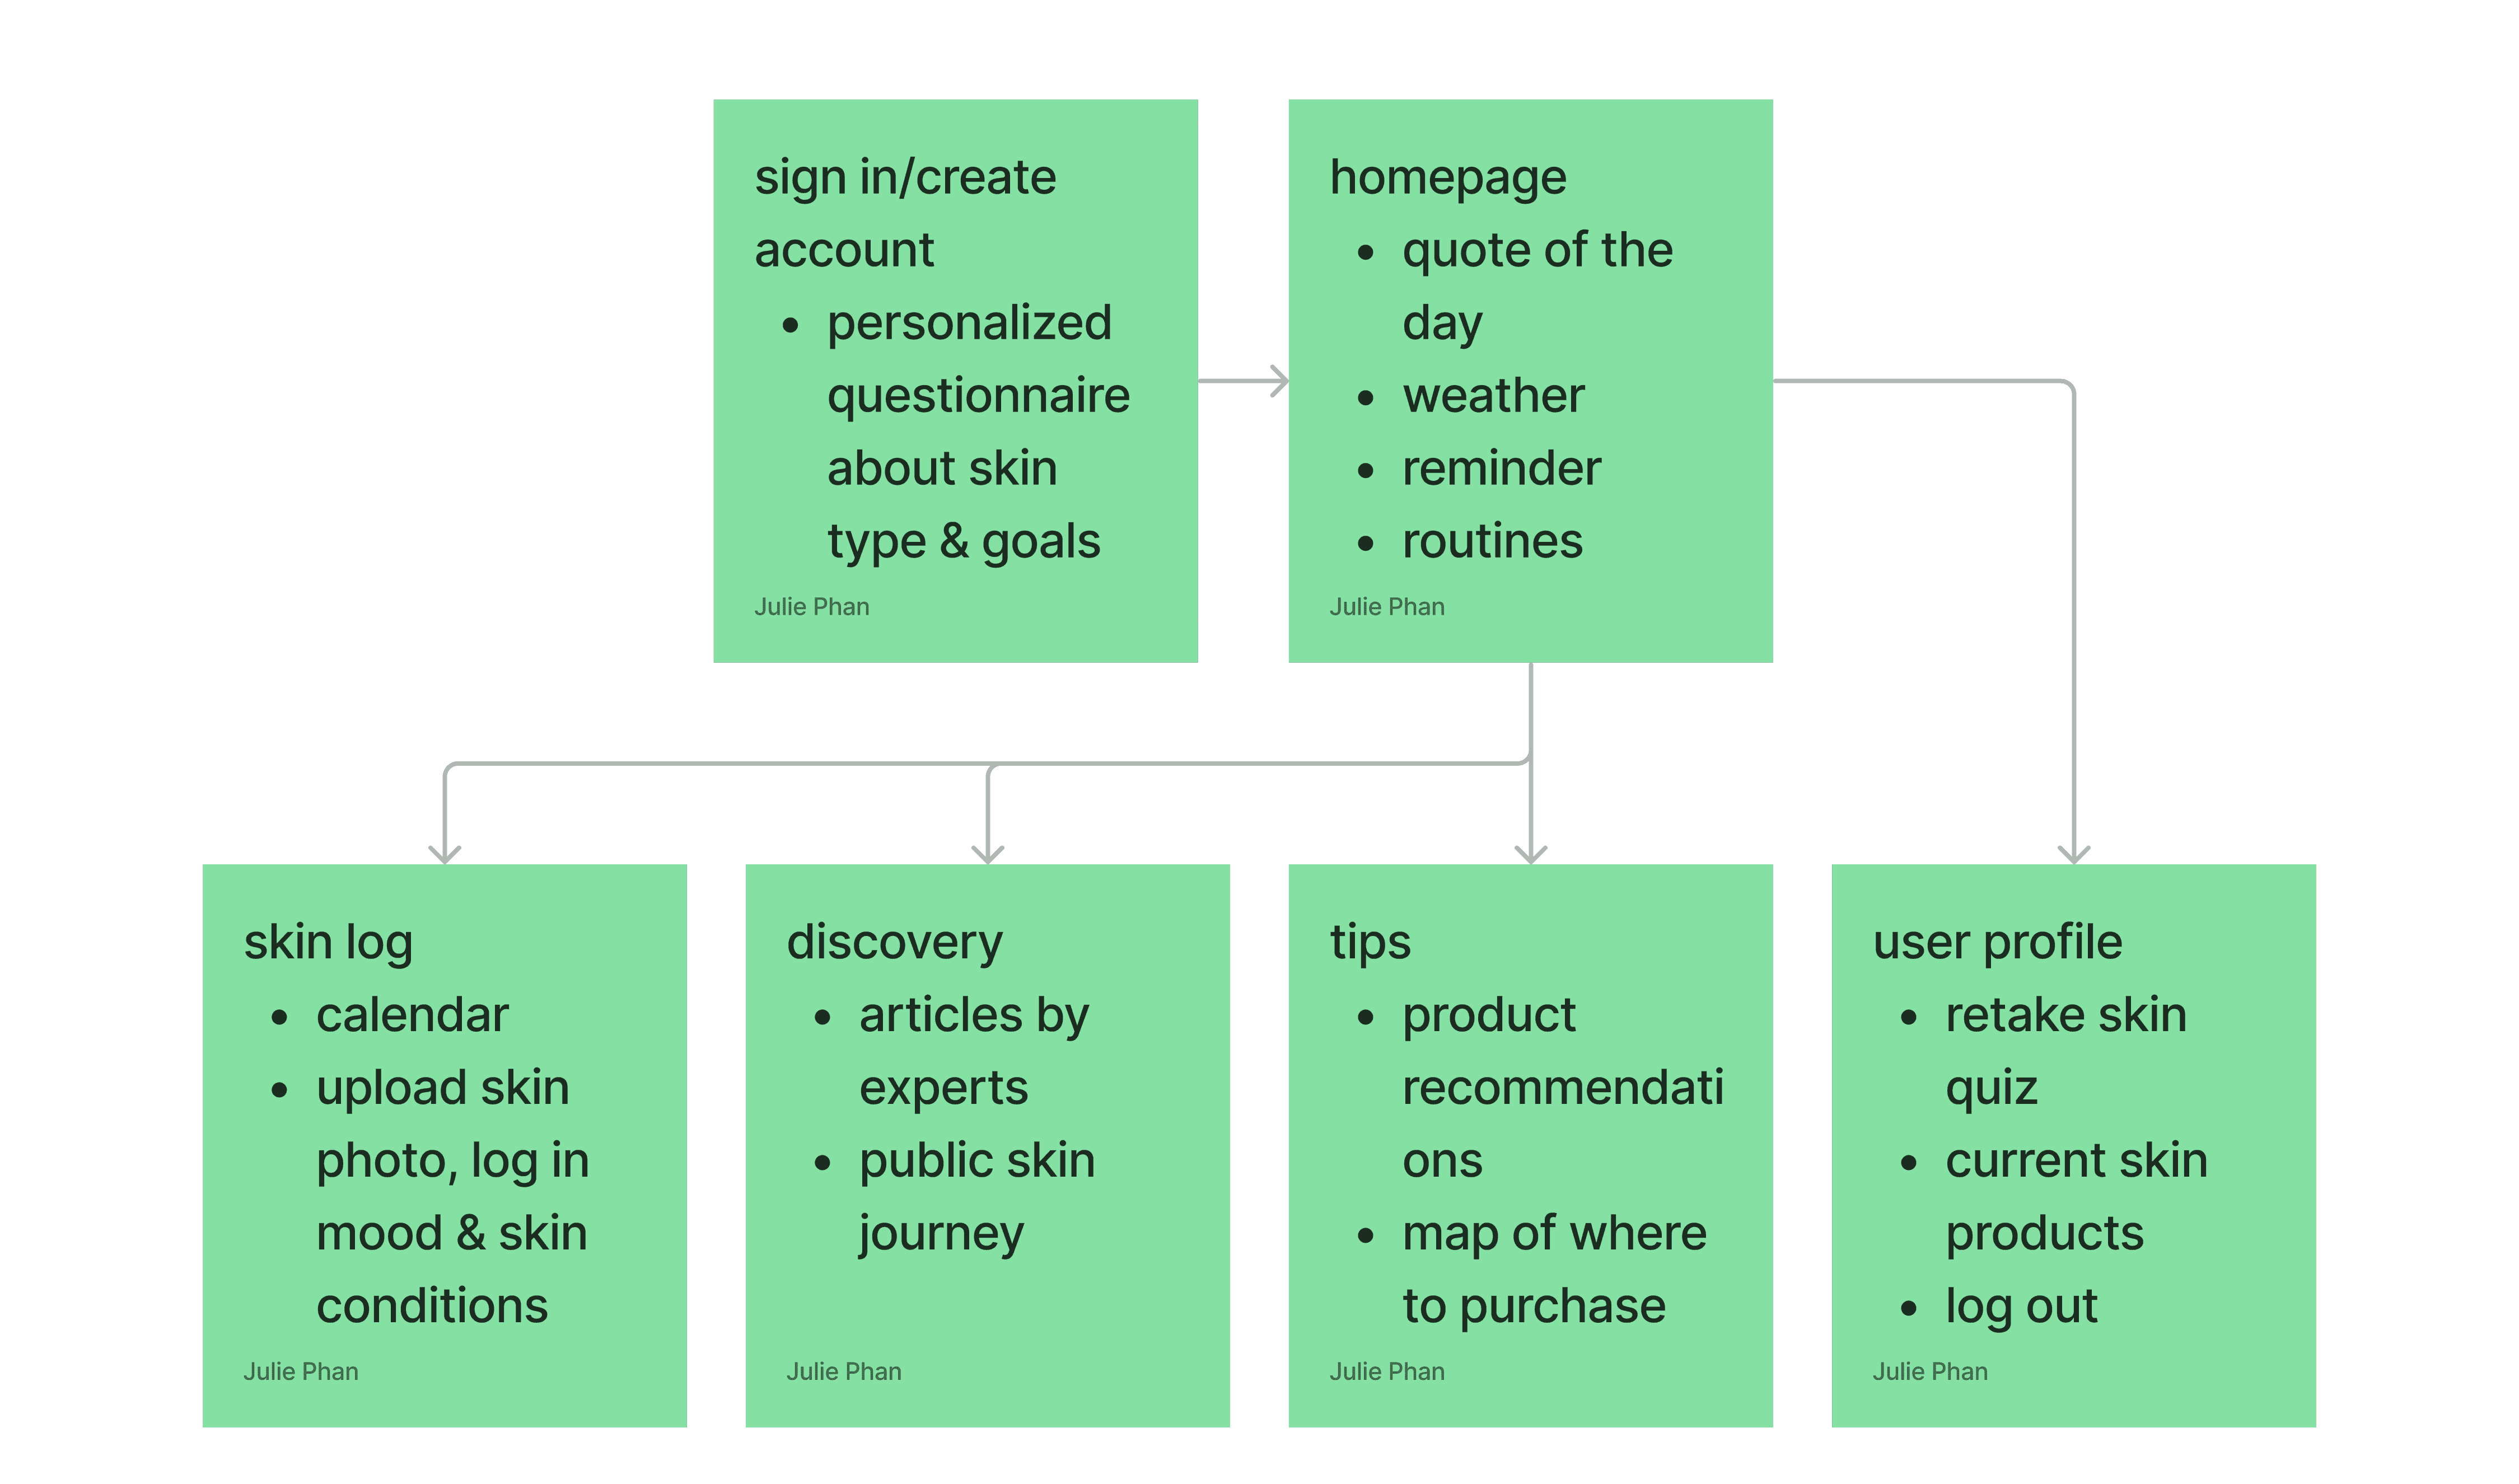 sign in/create
account
• personalized
questionnaire
about skin
type & goals
Julie Phan
homepage
• quote of the
day
• weather
• reminder
• routines
Julie Phan
skin log
• calendar
• upload skin
photo, log in
mood & skin
conditions
Julie Phan
discovery
• articles by
experts
• public skin
journey
Julie Phan
tips
• product
recommendati
ons
• map of where
to purchase
Julie Phan
user profile
• retake skin
quiz
• current skin
products
• log out
Julie Phan